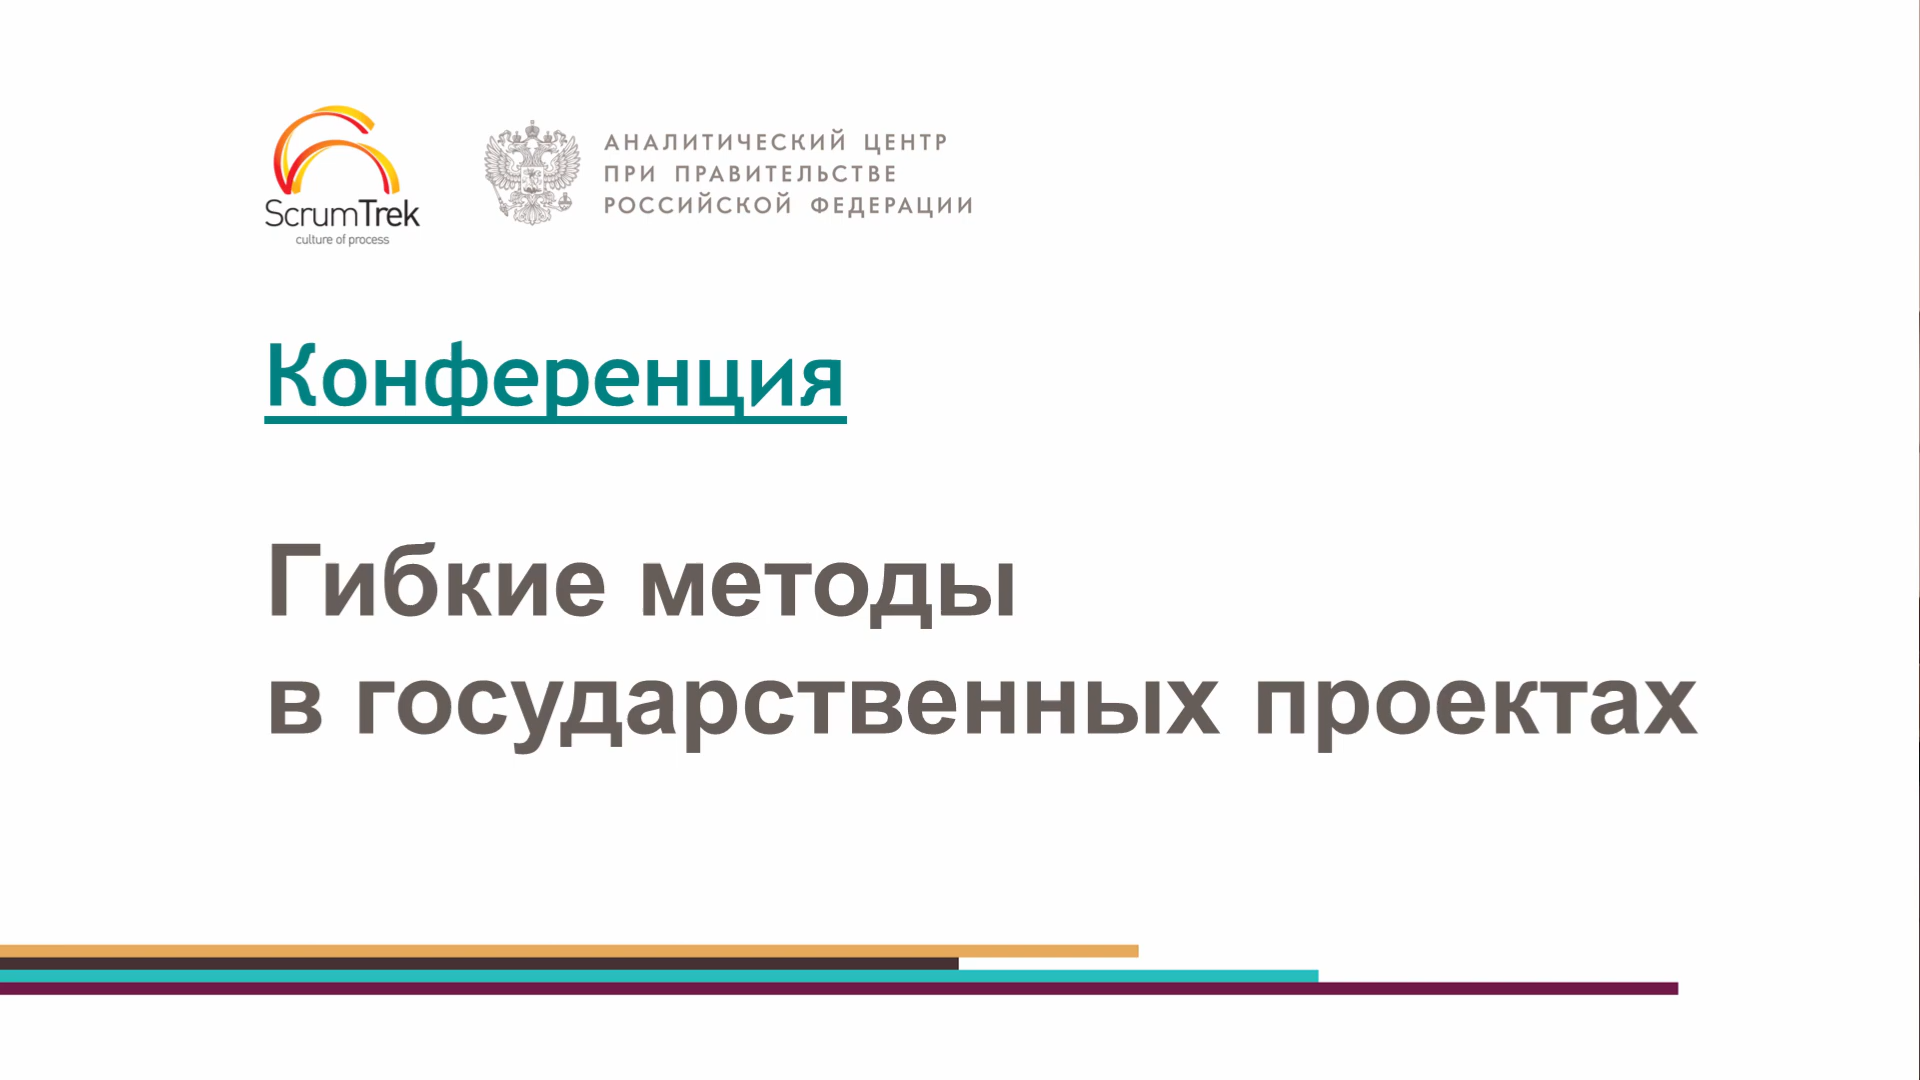 ScrumTrek
culture of process
АНАЛИТИЧЕСКИЙ ЦЕНТР
ПРИ ПРАВИТЕЛЬСТВЕ
РОССИЙСКОЙ ФЕДЕРАЦИИ
Конференция
Гибкие методы
в государственных проектах